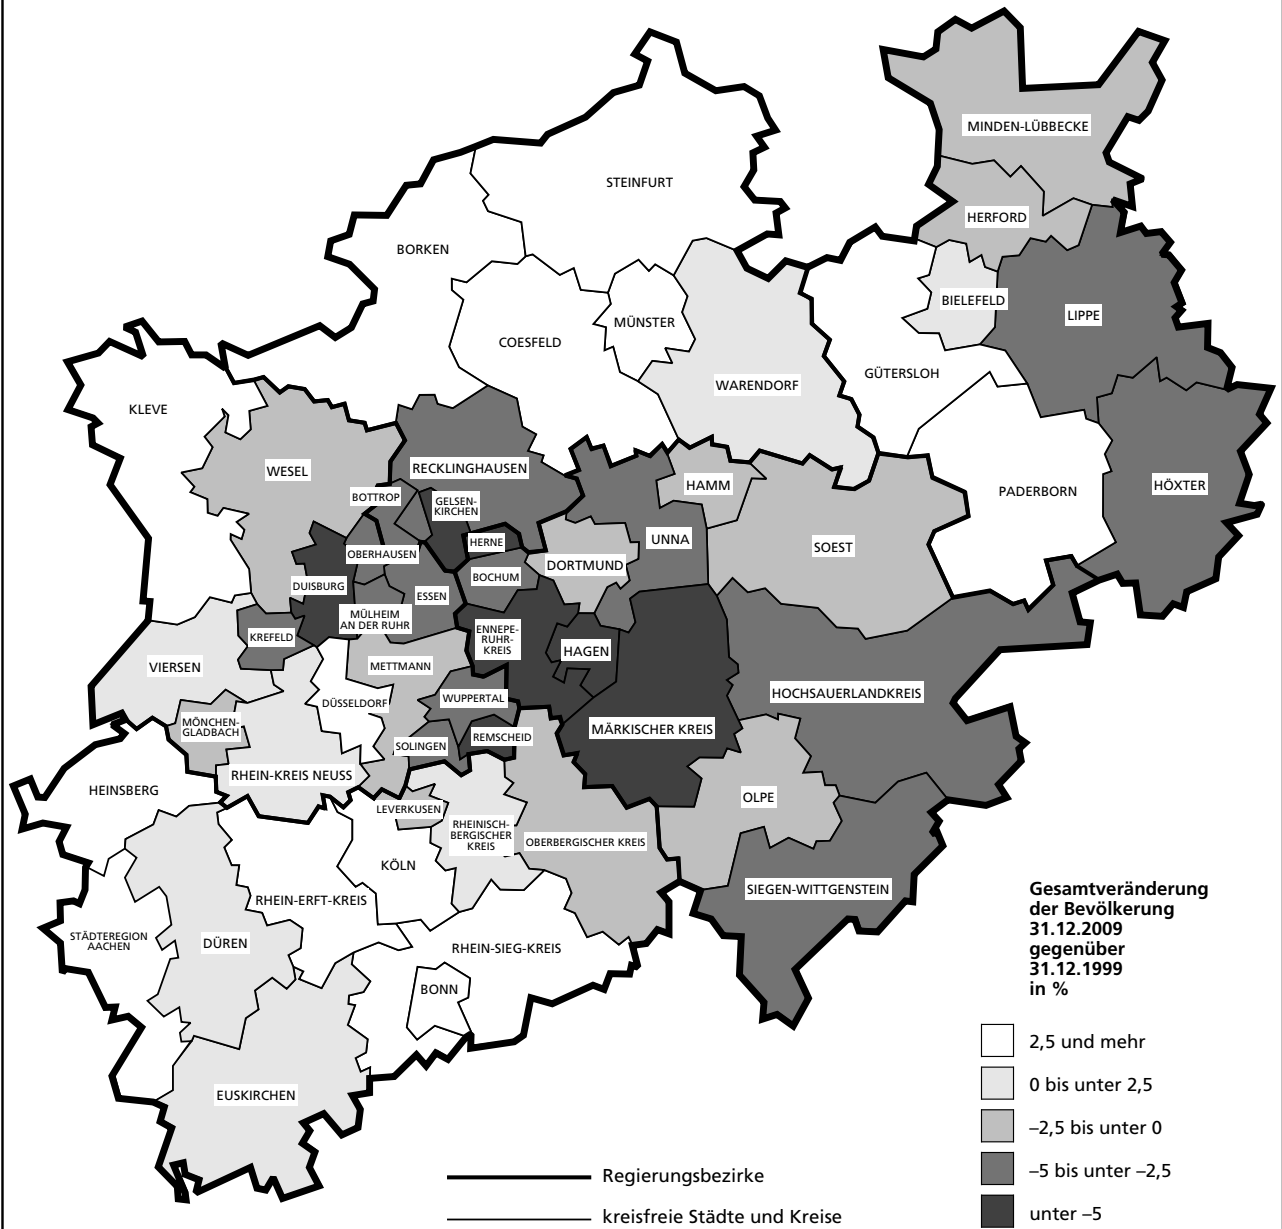 MINDEN-LÜBBECKE
STEINFURT
HERFORD
BORKEN
BIELEFELD
LIPPE
MÜNSTER
COESFELD
GÜTERSLOH
WARENDORF
KLEVE
RECKLINGHAUSEN
WESEL
HAMM
HÖXTER
PADERBORN
BOTTROP
GELSEN-
KIRCHEN
HERNE
UNNA
SOEST
OBERHAUSEN
DORTMUND
BOCHUM
DUISBURG
ESSEN
MÜLHEIM
AN DER RUHR
KREFELD
ENNEPE-
RUHR-
KREIS
HAGEN
VIERSEN
METTMANN
HOCHSAUERLANDKREIS
WUPPERTAL
DÜSSELDORF
MÖNCHEN-
GLADBACH
MÄRKISCHER KREIS
REMSCHEID
SOLINGEN
RHEIN-KREIS NEUSS
HEINSBERG
OLPE
LEVERKUSEN
RHEINISCH-
BERGISCHER
KREIS
OBERBERGISCHER KREIS
KÖLN
SIEGEN-WITTGENSTEIN
RHEIN-ERFT-KREIS
STÄDTEREGION
AACHEN
DÜREN
RHEIN-SIEG-KREIS
BONN
EUSKIRCHEN
Gesamtveränderung
der Bevölkerung
31.12.2009
gegenüber
31.12.1999
in %
2,5 und mehr
0 bis unter 2,5
–2,5 bis unter 0
–5 bis unter –2,5
unter –5
Regierungsbezirke
kreisfreie Städte und Kreise